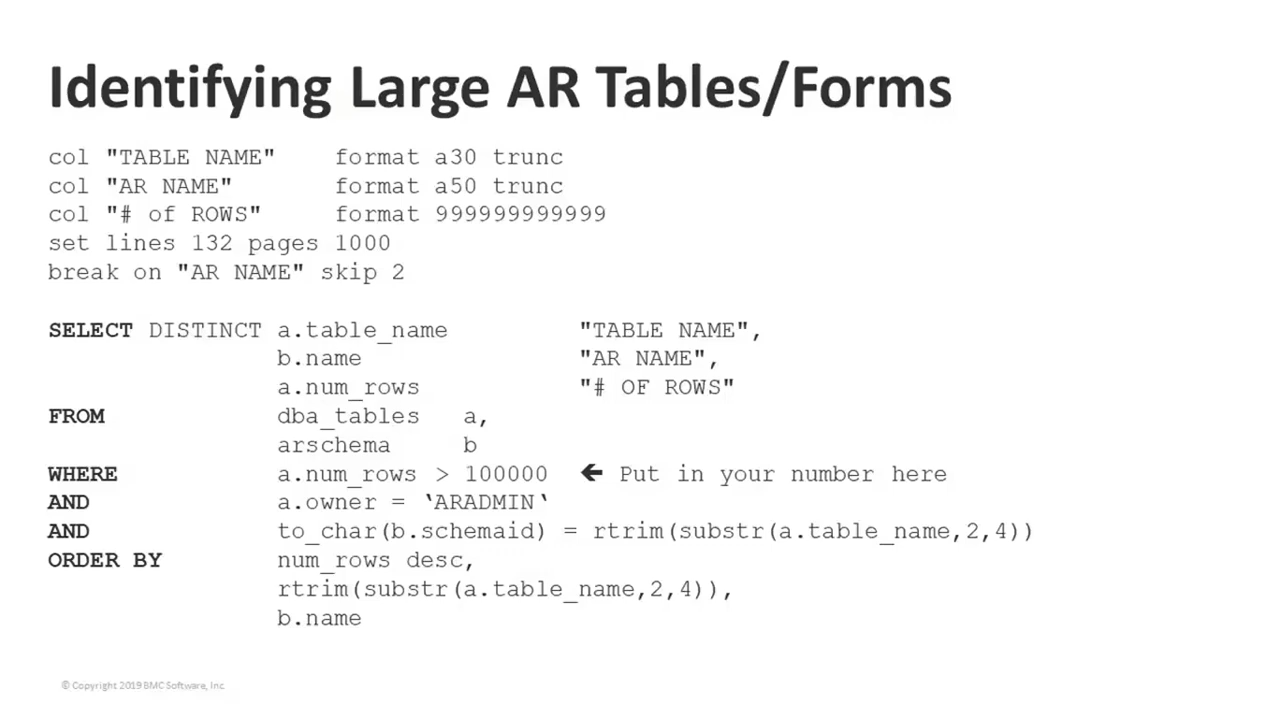 Identifying Large AR Tables/Forms
col "TABLE NAME" format a30 trunc
col "AR NAME" format a50 trunc
col "# of ROWS" format 999999999999
set lines 132 pages 1000
break on "AR NAME" skip 2
SELECT DISTINCT a.table_name "TABLE NAME",
b.name "AR NAME",
a.num_rows "# OF ROWS"
FROM dba_tables a,
arschema b
WHERE a.num_rows > 100000 🡰 Put in your number here
AND a.owner = ‘ARADMIN‘
AND to_char(b.schemaid) = rtrim(substr(a.table_name,2,4))
ORDER BY num_rows desc,
rtrim(substr(a.table_name,2,4)),
b.name
© Copyright 2019 BMC Software, Inc.